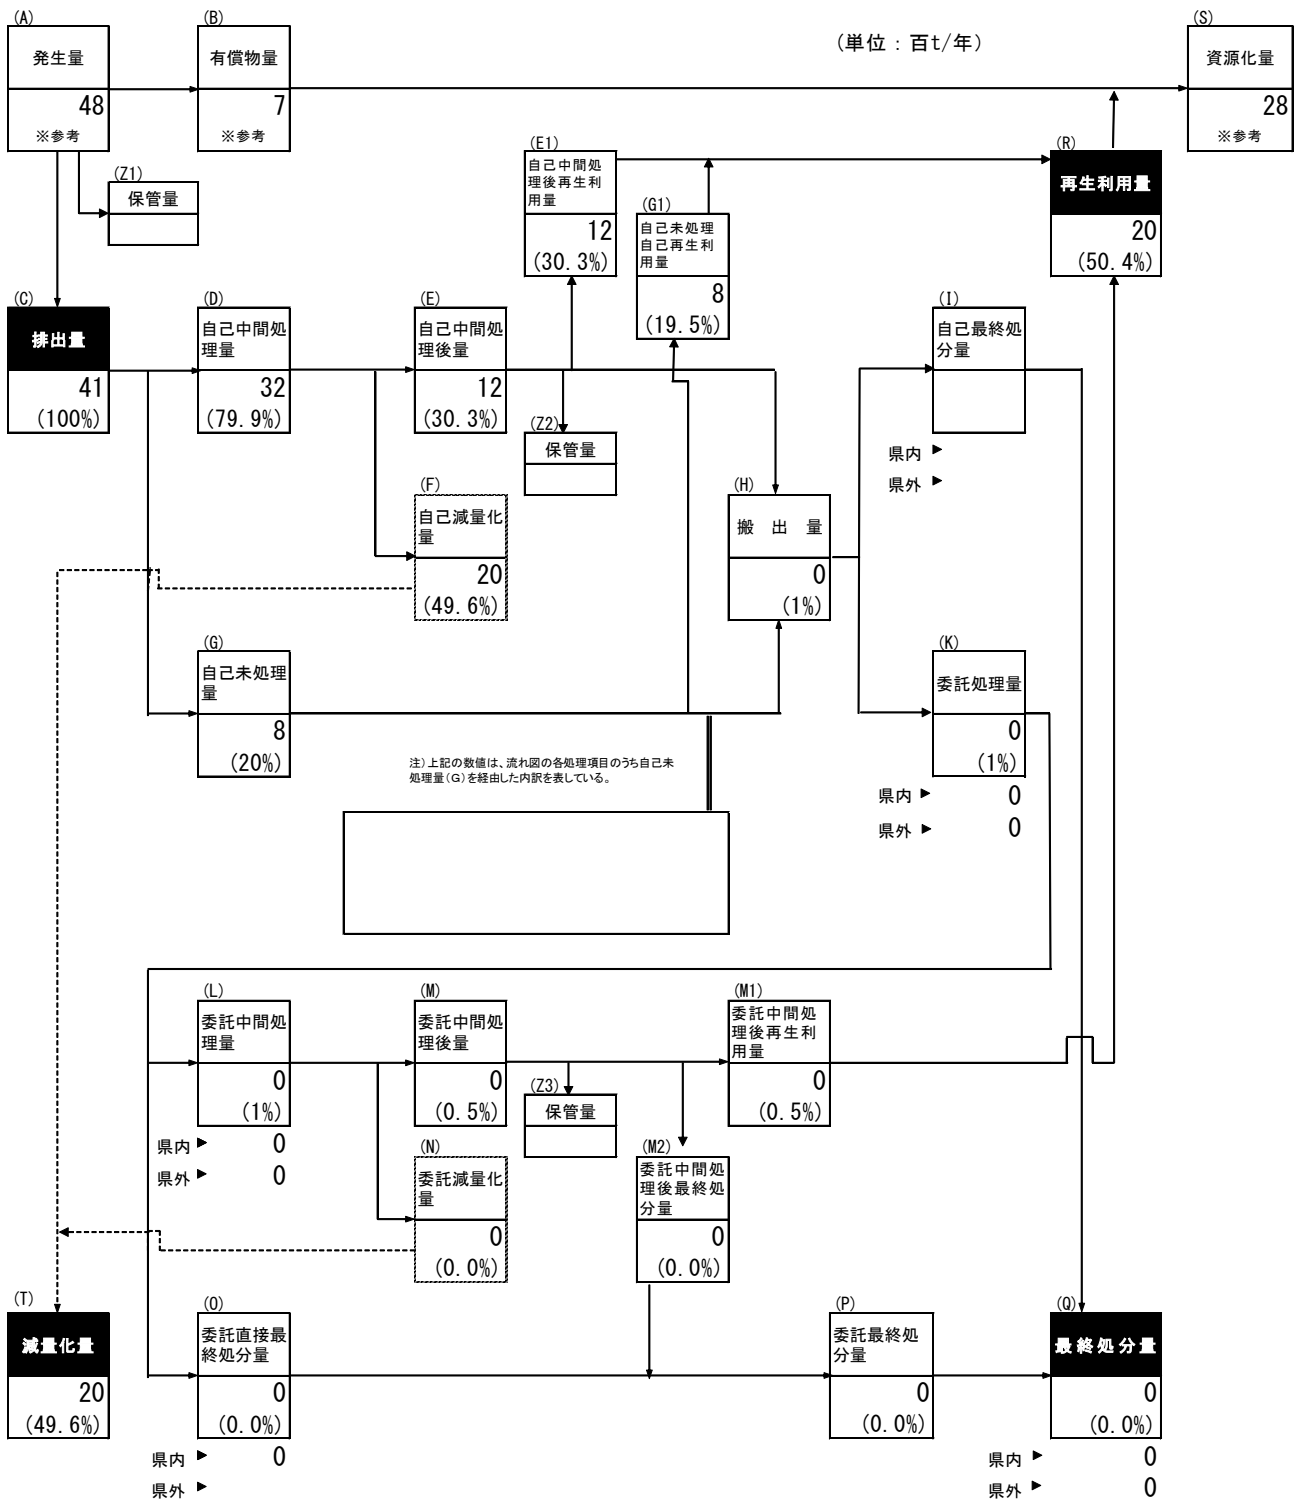 (A)
発生量
48
※参考
(B)
有償物量
7
※参考
(単位：百t/年)
(S)
資源化量
28
※参考
(Z1)
保管量
(E1)
自己中間処
理後再生利
用量
12
(30.3%)
(G1)
自己未処理
自己再生利
用量
8
(19.5%)
(R)
再生利用量
20
(50.4%)
(C)
排出量
41
(100%)
(D)
自己中間処
理量
32
(79.9%)
(E)
自己中間処
理後量
12
(30.3%)
(Z2)
保管量
(I)
自己最終処
分量
県内 ▶
県外 ▶
(F)
自己減量化
量
20
(49.6%)
(H)
搬 出 量
0
(1%)
(G)
自己未処理
量
8
(20%)
(K)
委託処理量
0
(1%)
県内 ▶ 0
県外 ▶ 0
注)上記の数値は、流れ図の各処理項目のうち自己未
処理量(G)を経由した内訳を表している。
(L)
委託中間処
理量
0
(1%)
県内 ▶ 0
県外 ▶ 0
(M)
委託中間処
理後量
0
(0.5%)
(Z3)
保管量
(M1)
委託中間処
理後再生利
用量
0
(0.5%)
(N)
委託減量化
量
0
(0.0%)
(M2)
委託中間処
理後最終処
分量
0
(0.0%)
(T)
減量化量
20
(49.6%)
(O)
委託直接最
終処分量
0
(0.0%)
県内 ▶ 0
県外 ▶
(P)
委託最終処
分量
0
(0.0%)
(Q)
最終処分量
0
(0.0%)
県内 ▶ 0
県外 ▶ 0